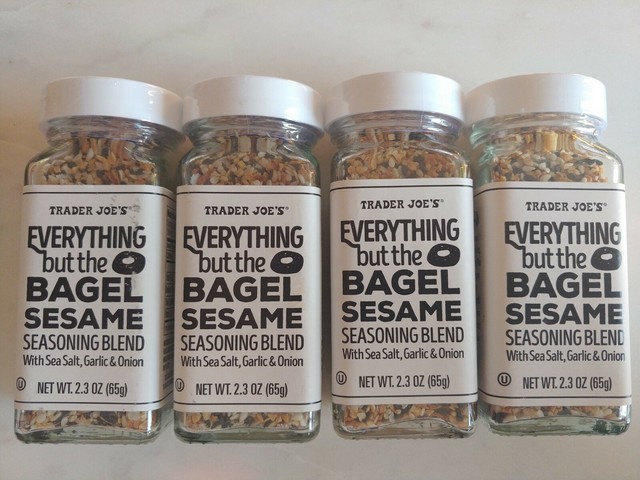 TRADER JOE'S®
EVERYTHING
but the
BAGEL
SESAME
SEASONING BLEND
With Sea Salt, Garlic & Onion
U
NET WT. 2.3 OZ (65g)
TRADER JOE'S®
EVERYTHING
but the
BAGEL
SESAME
SEASONING BLEND
With Sea Salt, Garlic & Onion
U
NET WT. 2.3 OZ (65g)
TRADER JOE'S®
EVERYTHING
but the
BAGEL
SESAME
SEASONING BLEND
With Sea Salt, Garlic & Onion
U
NET WT. 2.3 OZ (65g)
TRADER JOE'S®
EVERYTHING
but the
BAGEL
SESAME
SEASONING BLEND
With Sea Salt, Garlic & Onion
U
NET WT. 2.3 OZ (65g)